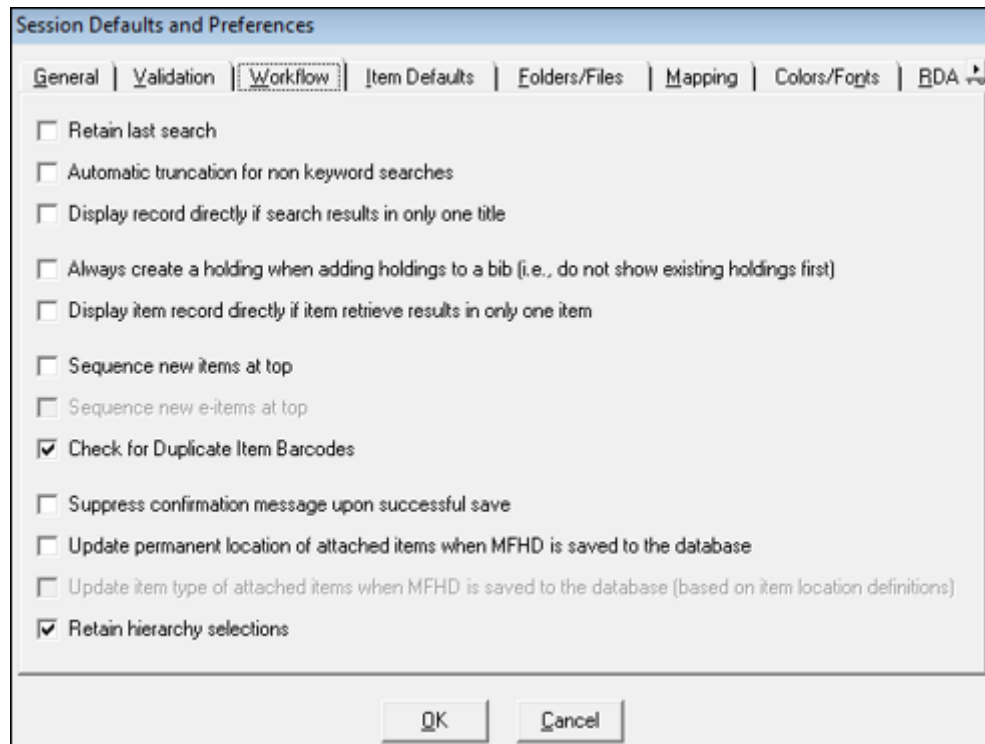 Session Defaults and Preferences
General Validation Workflow Item Defaults Folders/Files Mapping Colors/Fonts RDA
Retain last search
Automatic truncation for non keyword searches
Display record directly if search results in only one title
Always create a holding when adding holdings to a bib (i.e., do not show existing holdings first)
Display item record directly if item retrieve results in only one item
Sequence new items at top
Sequence new e-items at top
Check for Duplicate Item Barcodes
Suppress confirmation message upon successful save
Update permanent location of attached items when MFHD is saved to the database
Update item type of attached items when MFHD is saved to the database (based on item location definitions)
Retain hierarchy selections
OK Cancel